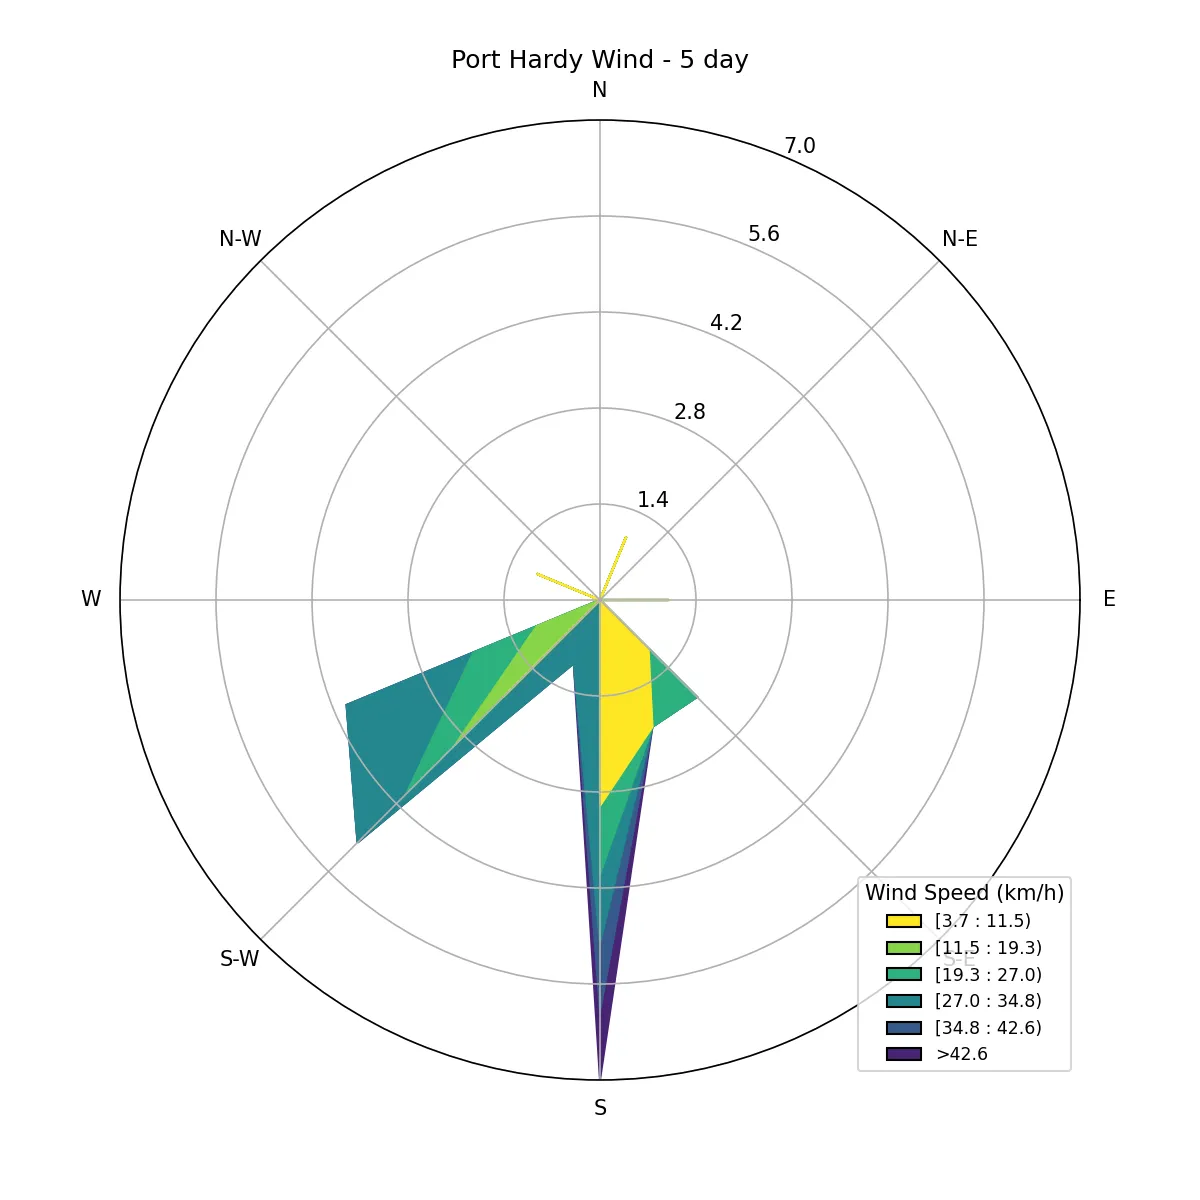 Port Hardy Wind - 5 day
N
7.0
N-W
5.6
N-E
4.2
2.8
1.4
W
E
Wind Speed (km/h)
[3.7 : 11.5)
[11.5 : 19.3)
S-W
S-E
[19.3 : 27.0)
[27.0 : 34.8)
[34.8 : 42.6)
>42.6
S